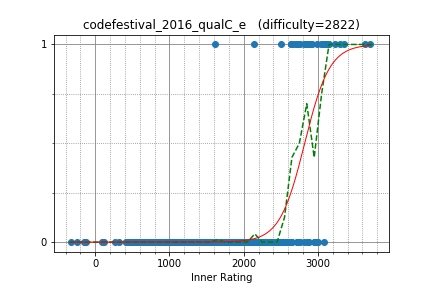 codefestival_2016_qualC_e (difficulty=2822)
1
0
0 1000 2000 3000
Inner Rating